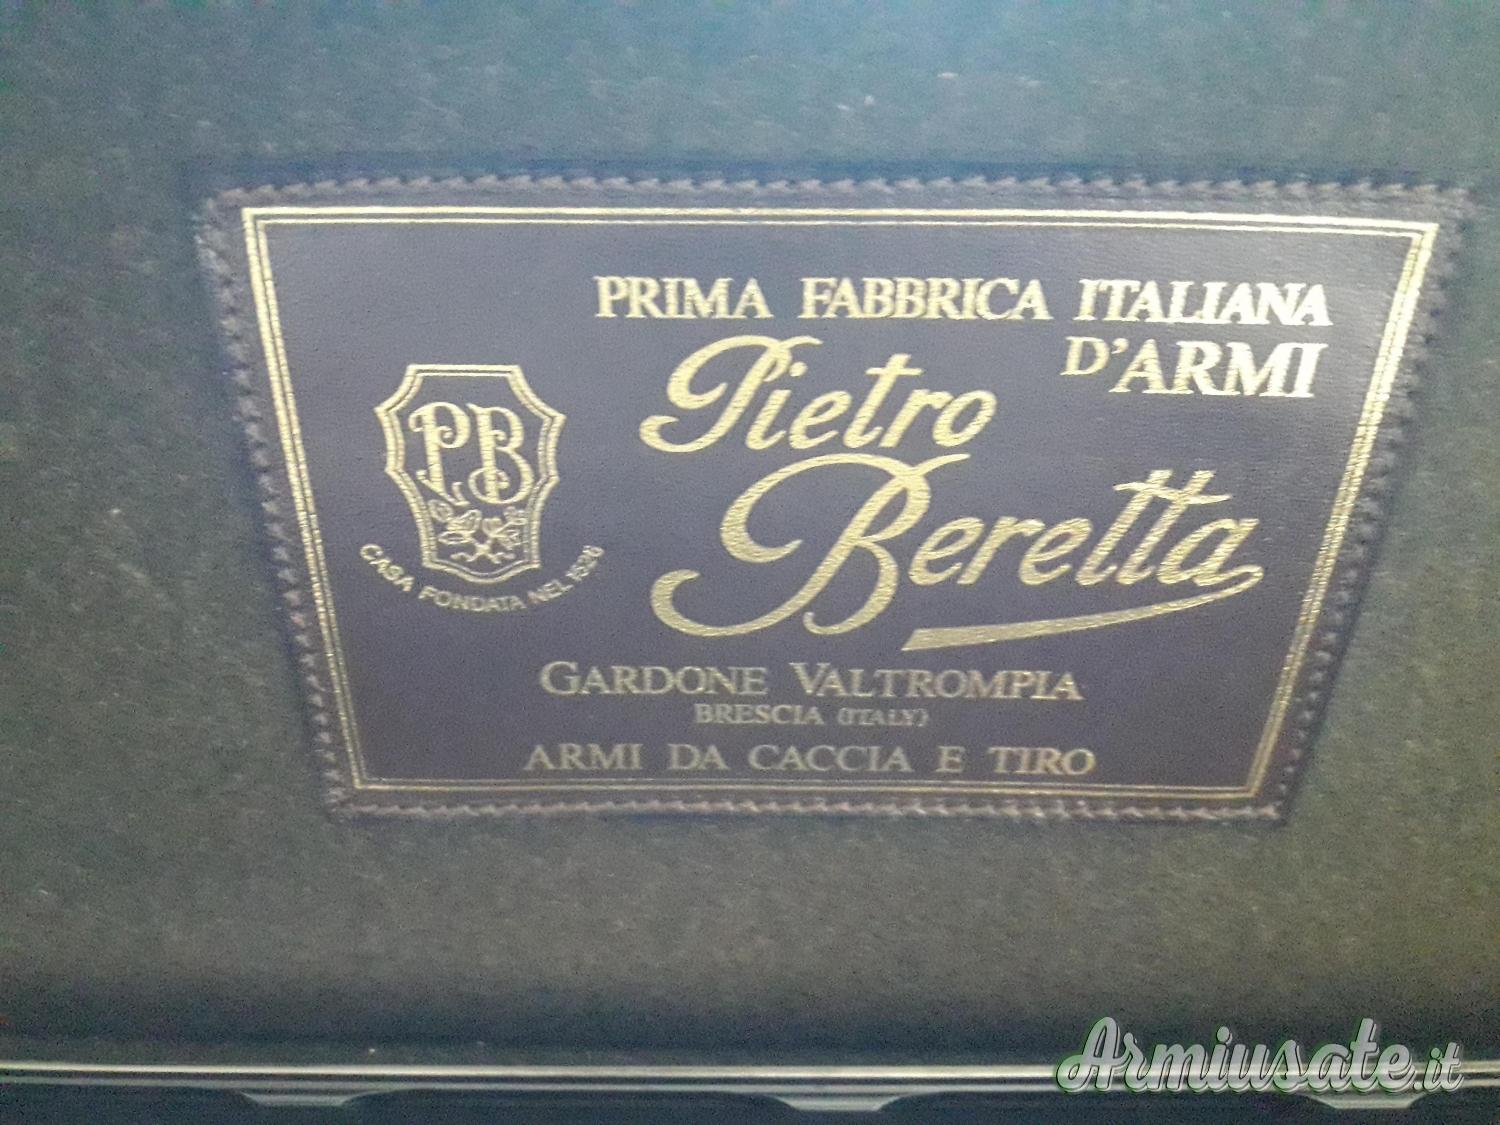 PRIMA FABBRICA ITALIANA
D'ARMI
Pietro
Beretta
PB
CASA FONDATA NEL 1526
GARDONE VALTROMPIA
BRESCIA (ITALY)
ARMI DA CACCIA E TIRO
Armiusate.it